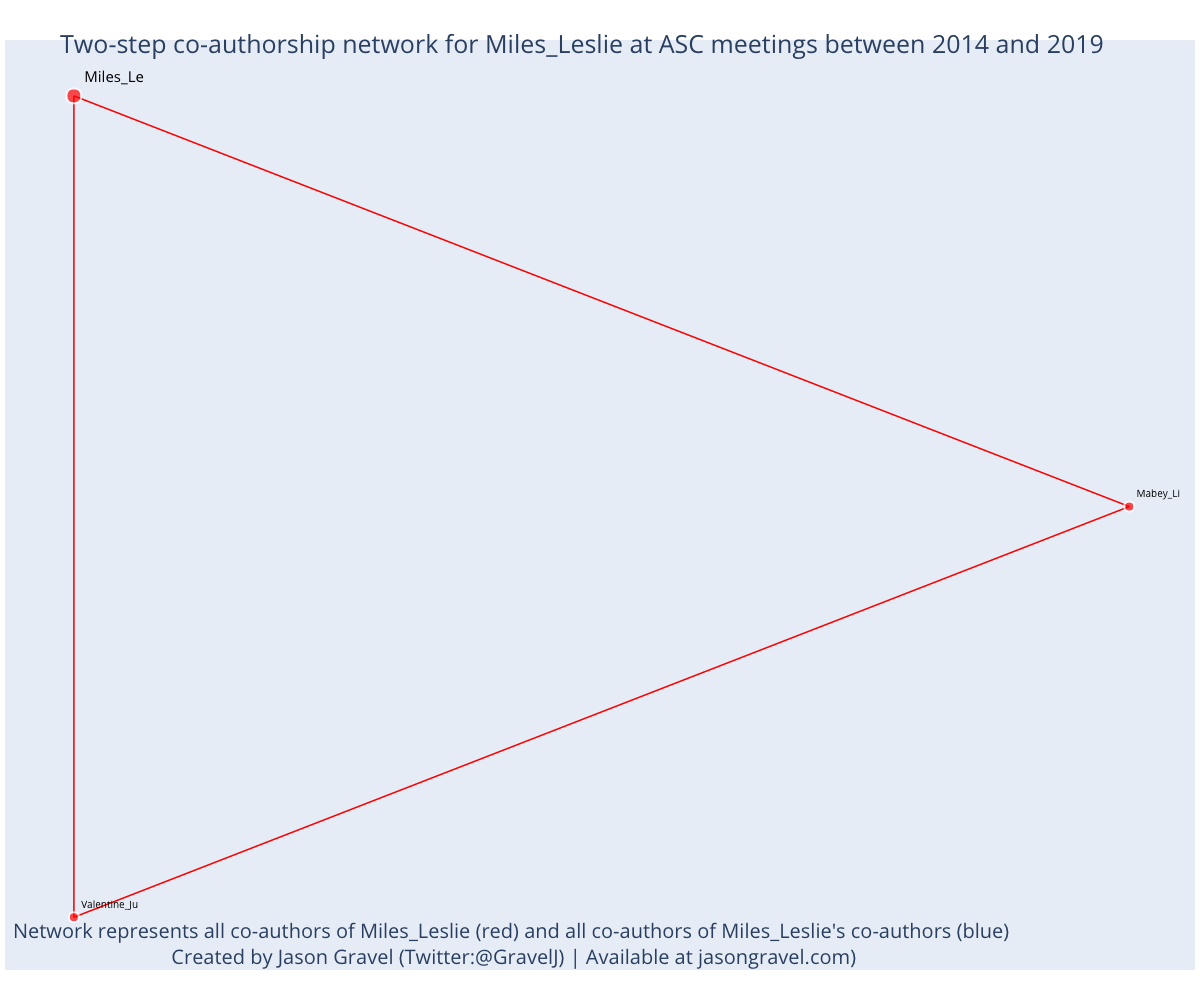 Two-step co-authorship network for Miles_Leslie at ASC meetings between 2014 and 2019
Miles_Le
Mabey_Li
Valentine_Ju
Network represents all co-authors of Miles_Leslie (red) and all co-authors of Miles_Leslie's co-authors (blue)
Created by Jason Gravel (Twitter:@GravelJ) | Available at jasongravel.com)